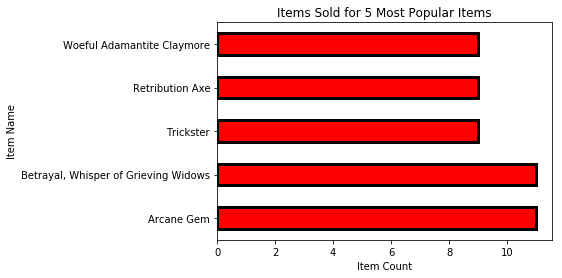 Items Sold for 5 Most Popular Items
Item Name
Woeful Adamantite Claymore
Retribution Axe
Trickster
Betrayal, Whisper of Grieving Widows
Arcane Gem
0 2 4 6 8 10
Item Count